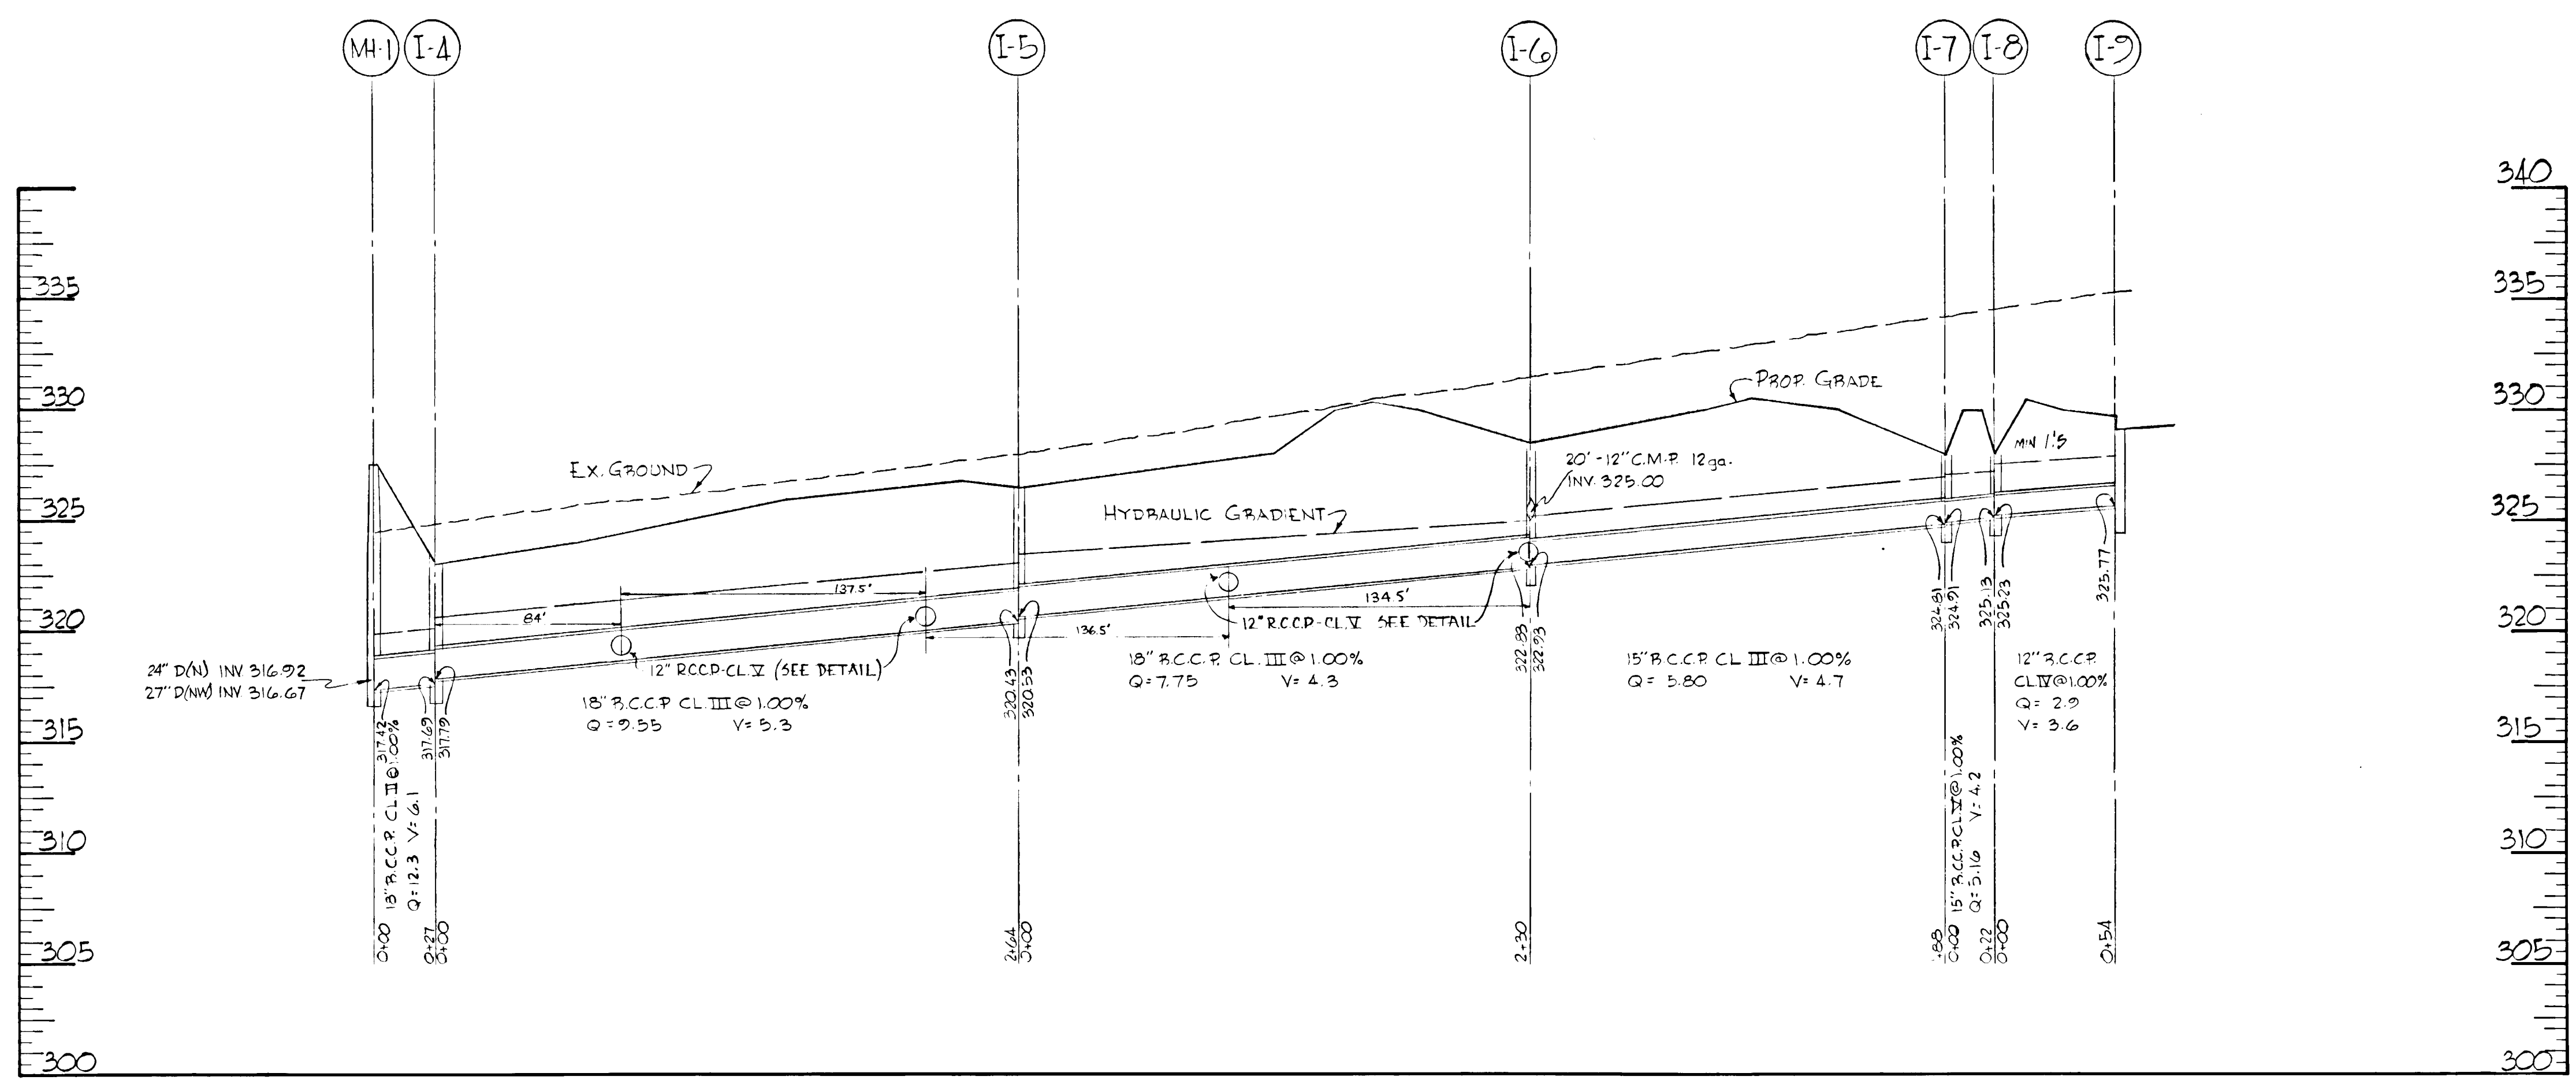 MH-1 I-4 I-5 I-6 I-7 I-8 I-9
340
335 335
330 330
325 325
320 320
315 315
310 310
305 305
300 300
PROP. GRADE
EX. GROUND
MIN 1.'5
20' - 12" C.M.P. 12ga.
INV. 325.00
HYDRAULIC GRADIENT
137.5'
84'
134.5'
136.5'
12" R.C.C.P-CL. V SEE DETAIL
12" R.C.C.P-CL. V (SEE DETAIL)
24" D(N) INV. 316.92
27" D(NW) INV. 316.67
18" R.C.C.P. CL. III @ 1.00%
Q = 9.55 V= 5.3
18" R.C.C.P. CL. III @ 1.00%
Q= 7.75 V= 4.3
15" R.C.C.P. CL III @ 1.00%
Q= 5.80 V= 4.7
12" R.C.C.P.
CL. IV @ 1.00%
Q= 2.9
V= 3.6
317.42
18" R.C.C.P. CL @ 1.00%
Q=12.3 V= 6.1
317.69
317.79
320.43
320.53
322.83
322.93
324.81
324.91
325.13
325.23
325.77
15" R.C.C.P. CL. @ 1.00%
Q= 5.16 V= 4.2
0+00
0+27
0+00
2+64
0+00
2+30
+88
0+00
0+22
0+00
0+54